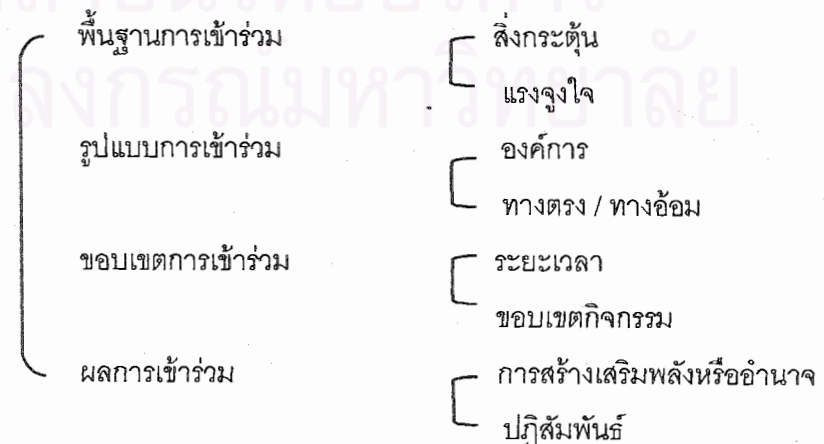 พื้นฐานการเข้าร่วม สิ่งกระตุ้น
แรงจูงใจ
รูปแบบการเข้าร่วม องค์การ
ทางตรง / ทางอ้อม
ขอบเขตการเข้าร่วม ระยะเวลา
ขอบเขตกิจกรรม
ผลการเข้าร่วม การสร้างเสริมพลังหรืออำนาจ
ปฏิสัมพันธ์